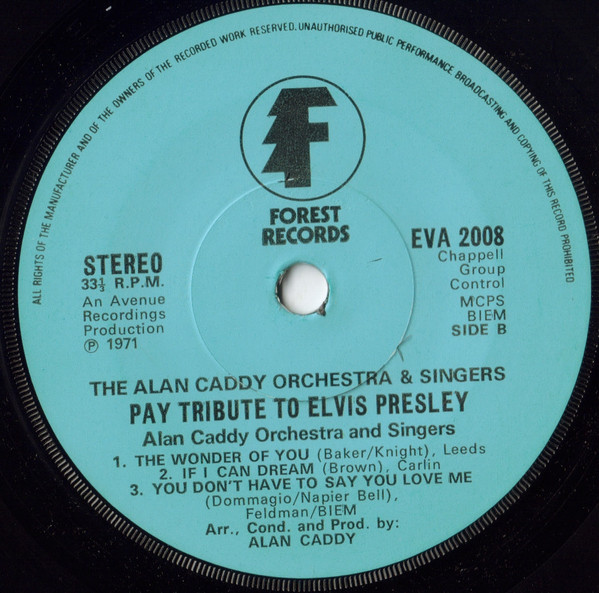 ALL RIGHTS OF THE MANUFACTURER AND OF THE OWNERS OF THE RECORDED WORK RESERVED. UNAUTHORISED PUBLIC PERFORMANCE BROADCASTING AND COPYING OF THIS RECORD PROHIBITED
F
FOREST
RECORDS
STEREO
33⅓ R.P.M.
An Avenue
Recordings
Production
℗ 1971
EVA 2008
Chappell
Group
Control
MCPS
BIEM
SIDE B
THE ALAN CADDY ORCHESTRA & SINGERS
PAY TRIBUTE TO ELVIS PRESLEY
Alan Caddy Orchestra and Singers
1. THE WONDER OF YOU (Baker/Knight), Leeds
2. IF I CAN DREAM (Brown), Carlin
3. YOU DON'T HAVE TO SAY YOU LOVE ME
(Dommagio/Napier Bell),
Feldman/BIEM
Arr., Cond. and Prod. by:
ALAN CADDY